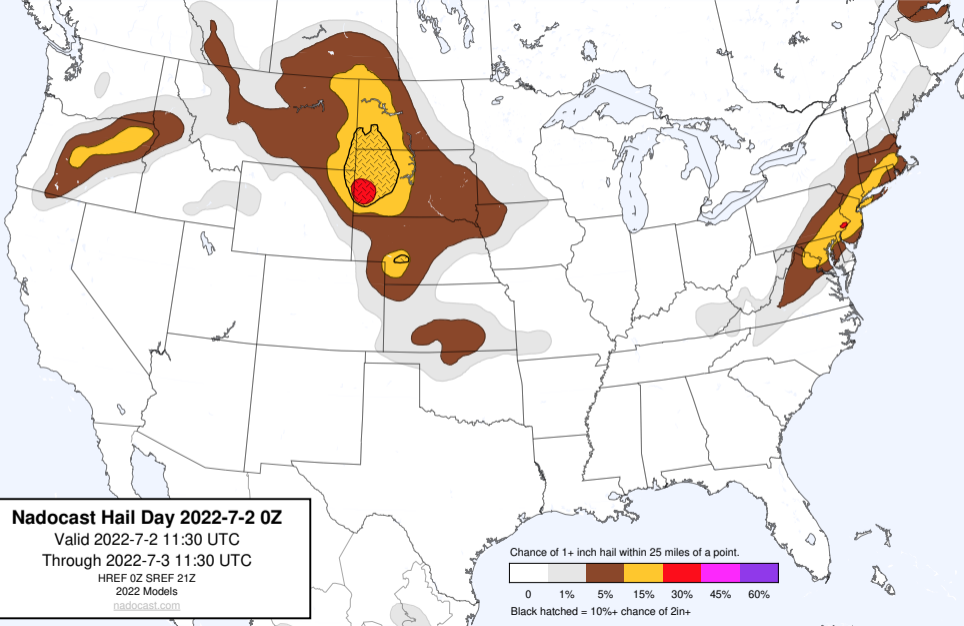 Nadocast Hail Day 2022-7-2 0Z
Valid 2022-7-2 11:30 UTC
Through 2022-7-3 11:30 UTC
HREF 0Z SREF 21Z
2022 Models
nadocast.com
Chance of 1+ inch hail within 25 miles of a point.
0 1% 5% 15% 30% 45% 60%
Black hatched = 10%+ chance of 2in+